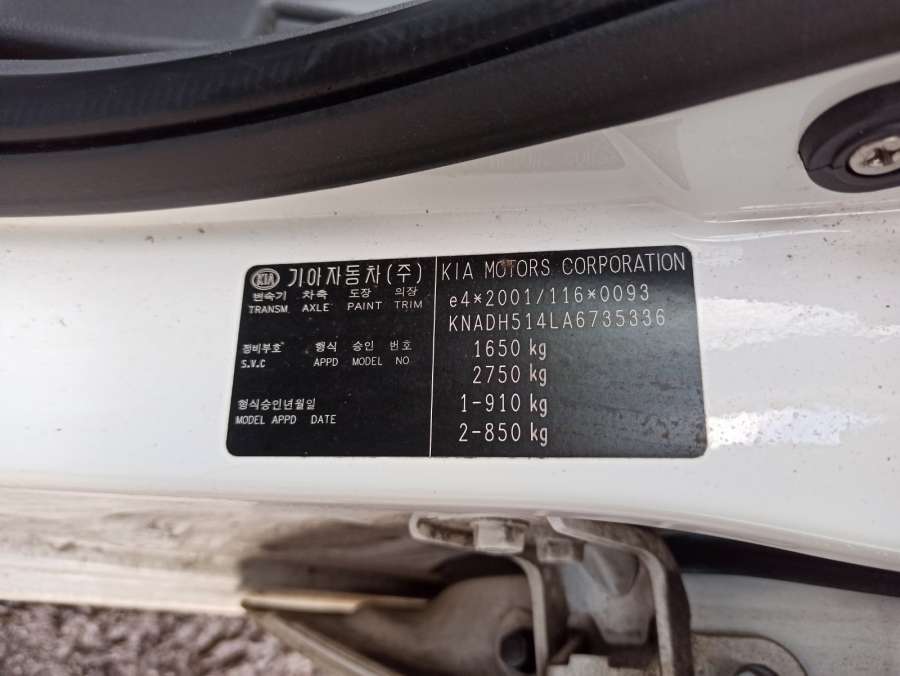 KIA 기아자동차(주)
변속기 차축 도장 의장
TRANSM. AXLE PAINT TRIM
정비부호 형식 승인 번호
S.V.C APPD MODEL NO
형식승인년월일
MODEL APPD DATE
KIA MOTORS CORPORATION
e4*2001/116*0093
KNADH514LA6735336
1650 kg
2750 kg
1-910 kg
2-850 kg